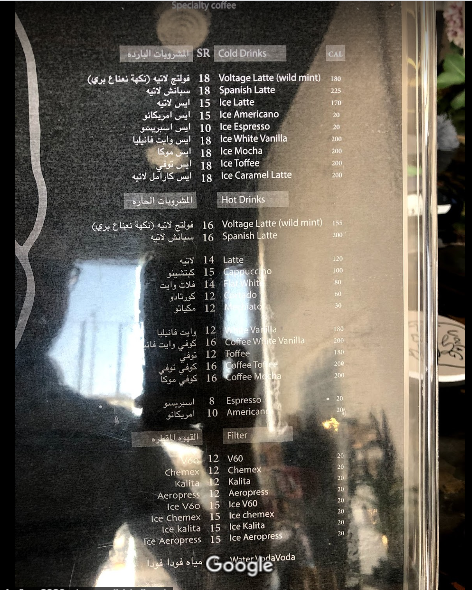 Specialty coffee
المشروبات الباردة SR Cold Drinks CAL
فولتج لاتيه (نكهة نعناع بري) 18 Voltage Latte (wild mint) 180
سبانش لاتيه 18 Spanish Latte 225
ايس لاتيه 15 Ice Latte 170
ايس امريكانو 15 Ice Americano 20
ايس اسبريسو 10 Ice Espresso 20
ايس وايت فانيليا 18 Ice White Vanilla 200
ايس موكا 18 Ice Mocha 200
ايس توفي 18 Ice Toffee 200
ايس كارامل لاتيه 18 Ice Caramel Latte 200
المشروبات الحارة Hot Drinks
فولتج لاتيه (نكهة نعناع بري) 16 Voltage Latte (wild mint) 155
سبانش لاتيه 16 Spanish Latte 200
لاتيه 14 Latte 120
كبتشينو 15 Cappuccino 100
فلات وايت 14 Flat White 80
كورتادو 12
مكياتو 12
وايت فانيليا 12 White Vanilla 180
كوفي وايت فانيليا 16 Coffee White Vanilla 200
توفي 12 Toffee 180
كوفي توفي 16 Coffee Toffee 200
كوفي موكا 16 Coffee Mocha 200
اسبريسو 8 Espresso 20
امريكانو 10 Americano 20
القهوه المقطره Filter
12 V60 20
Chemex 12 Chemex 20
Kalita 12 Kalita 20
Aeropress 12 Aeropress 20
Ice V60 15 Ice V60 20
Ice Chemex 15 Ice chemex 20
Ice kalita 15 Ice Kalita 20
Ice Aeropress 15 Ice Aeropress 20
مياه فودا فودا Water VodaVoda
Google